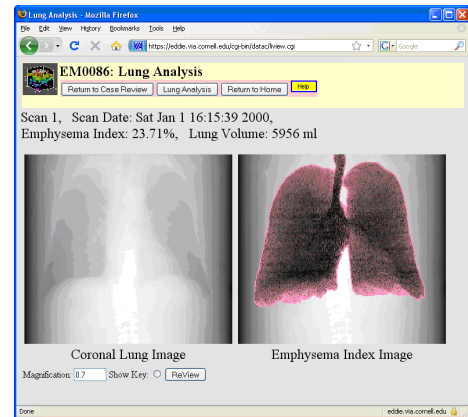 Lung Analysis - Mozilla Firefox
File Edit View History Bookmarks Tools Help
VIA https://eddie.via.cornell.edu/cgi-bin/datac/lview.cgi G Google
EM0086: Lung Analysis
Return to Case Review Lung Analysis Return to Home Help
Scan 1, Scan Date: Sat Jan 1 16:15:39 2000,
Emphysema Index: 23.71%, Lung Volume: 5956 ml
Coronal Lung Image Emphysema Index Image
Magnification: 0.7 Show Key: ReView
Done eddie.via.cornell.edu